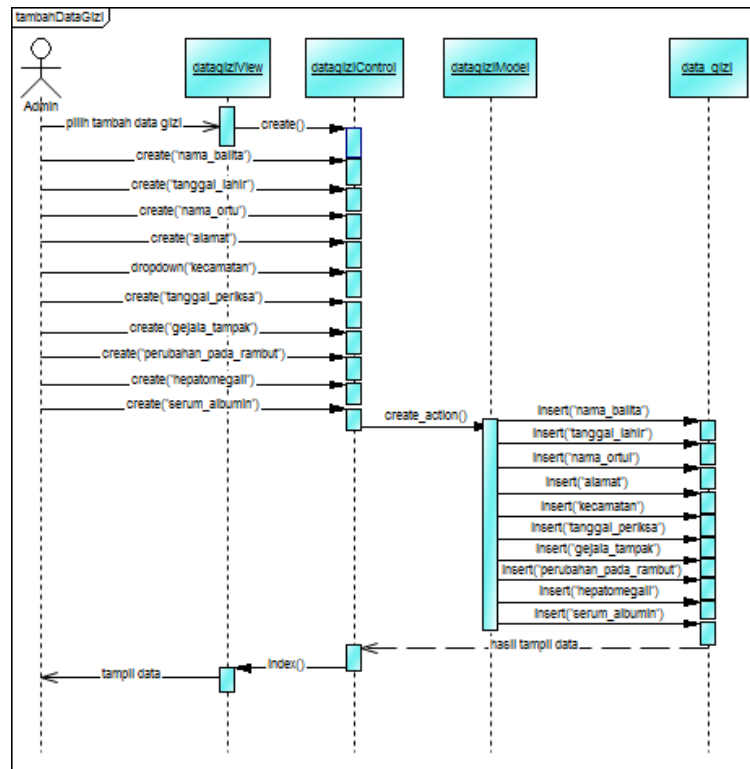 tambahDataGizi
datagiziView
datagiziControl
datagiziModel
data_gizi
Admin
pilih tambah data gizi
create()
create("nama_balita")
create("tanggal_lahir")
create("nama_ortu")
create("alamat")
dropdown("kecamatan")
create("tanggal_periksa")
create("gejala_tampak")
create("perubahan_pada_rambut")
create("hepatomegali")
create("serum_albumin")
create_action()
insert("nama_balita")
insert("tanggal_lahir")
insert("nama_ortui")
insert("alamat")
insert("kecamatan")
insert("tanggal_periksa")
insert("gejala_tampak")
insert("perubahan_pada_rambut")
insert("hepatomegali")
insert("serum_albumin")
hasil tampil data
index()
tampil data